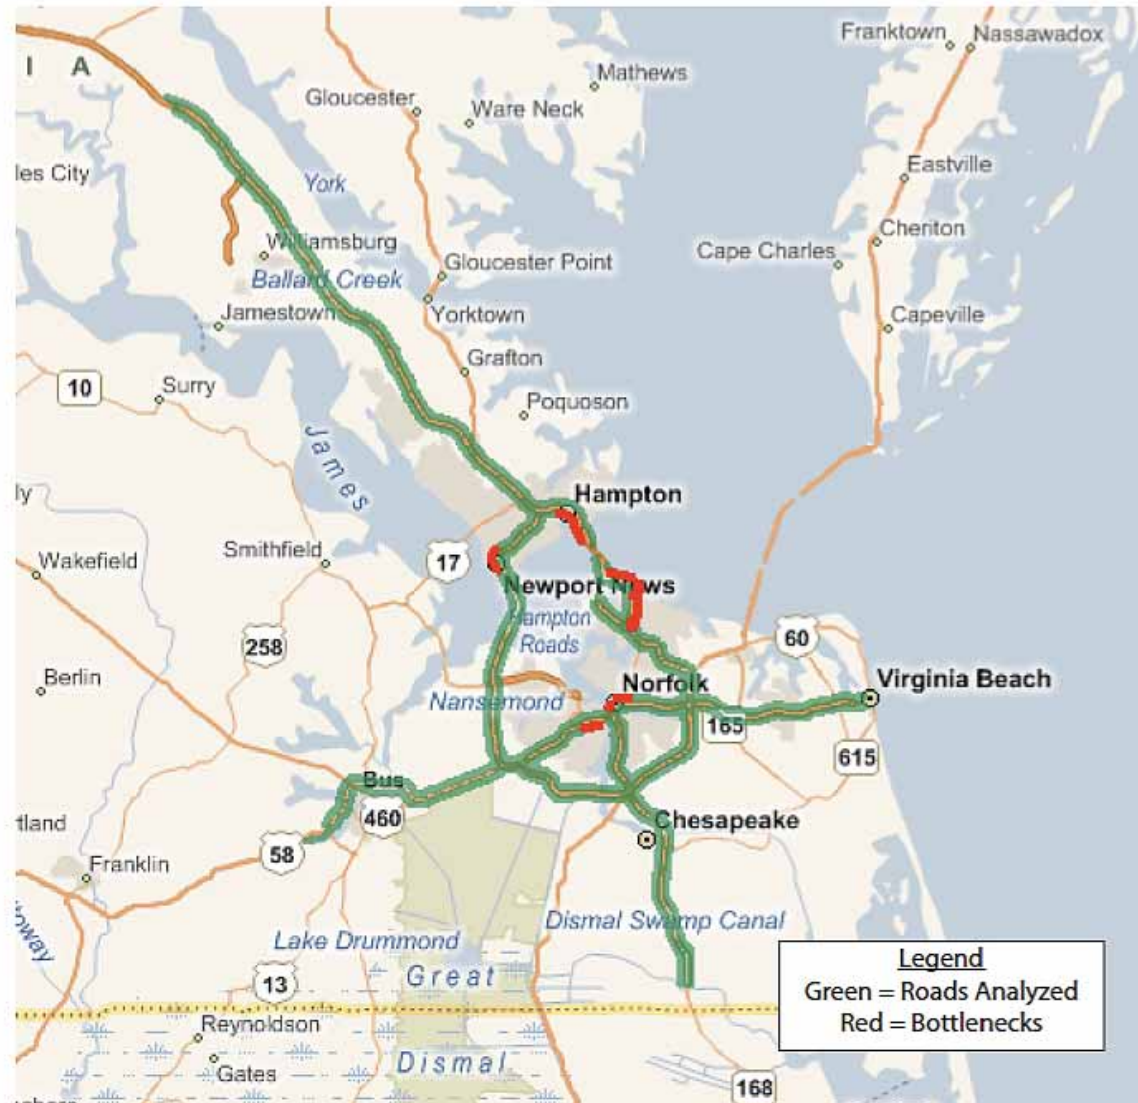 Franktown
Nassawadox
I A
Mathews
Gloucester
Ware Neck
les City
York
Eastville
Williamsburg
Cheriton
Cape Charles
Gloucester Point
Ballard Creek
Jamestown
Yorktown
Capeville
Grafton
10
Surry
Poquoson
James
ly
Hampton
Smithfield
17
Wakefield
Newport News
Hampton
Roads
60
258
Berlin
Norfolk
Virginia Beach
Nansemond
165
615
Bus
460
tland
Chesapeake
58
Franklin
Dismal Swamp Canal
Lake Drummond
Great
13
Legend
Green = Roads Analyzed
Red = Bottlenecks
Reynoldson
Dismal
Gates
168